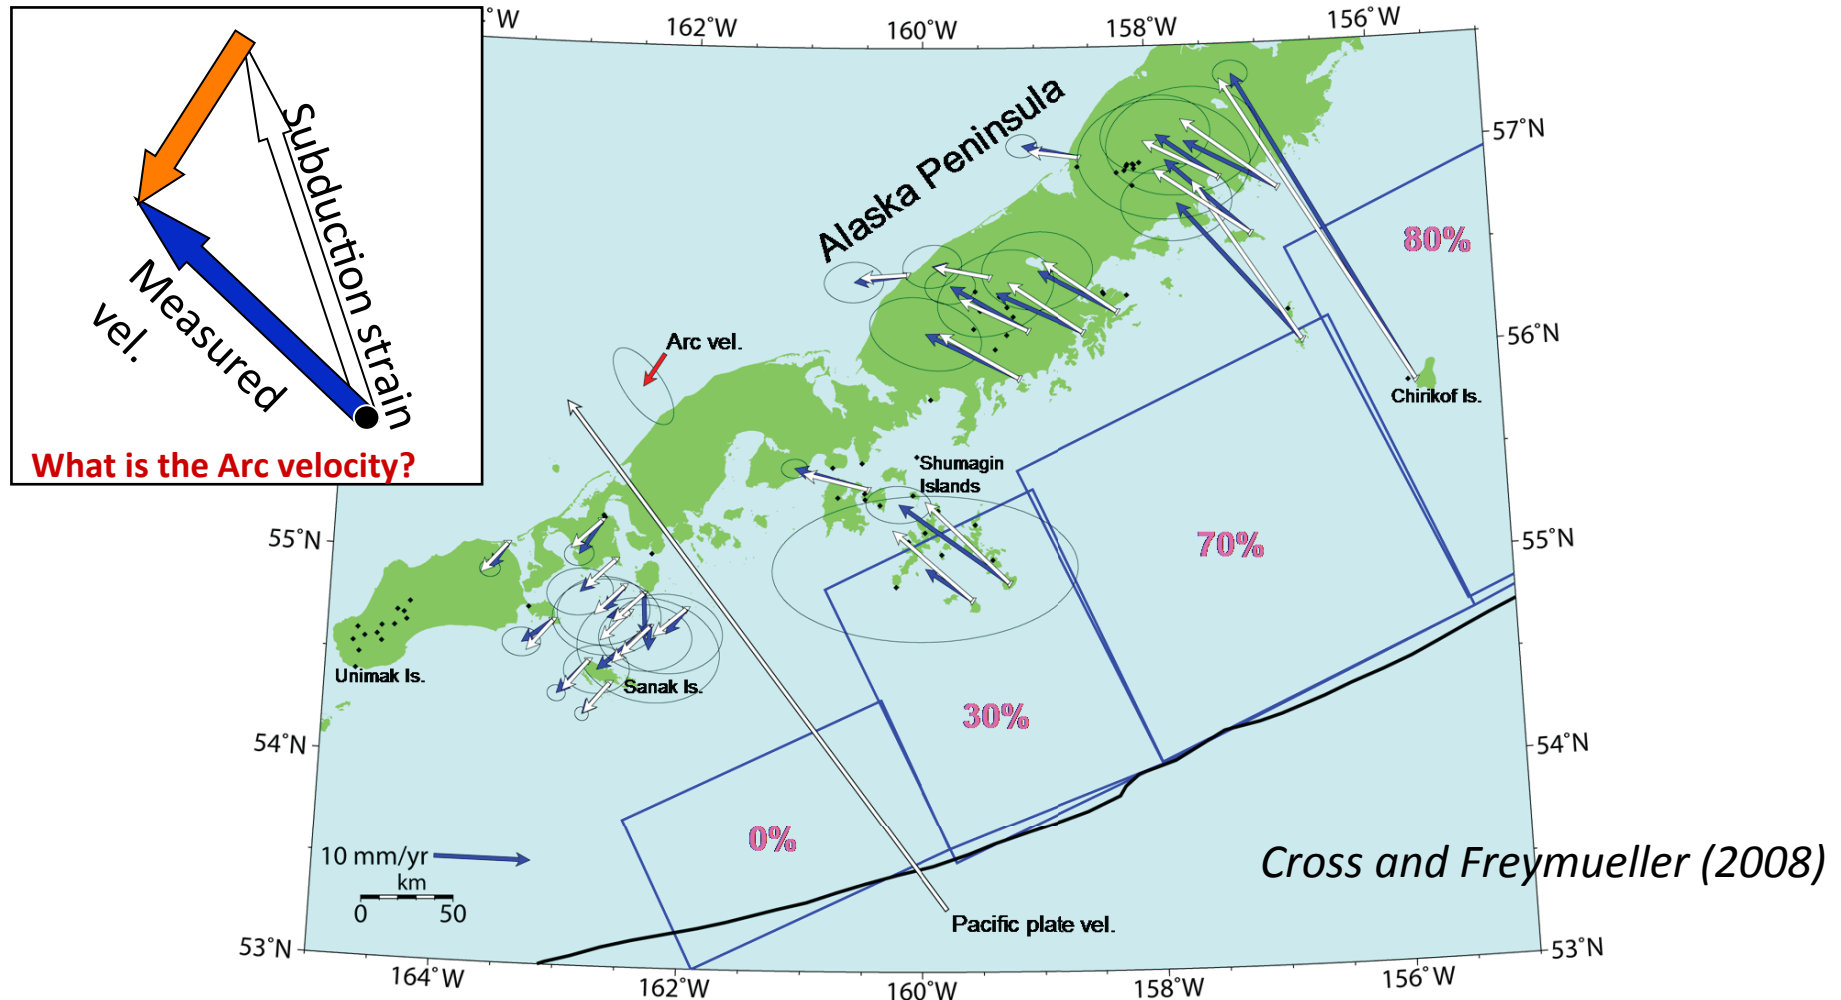 ˚W
162˚W
160˚W
158˚W
156˚W
Subduction strain
Measured
vel.
What is the Arc velocity?
Alaska Peninsula
57˚N
80%
Arc vel.
56˚N
Chirikof Is.
Shumagin
Islands
55˚N
70%
55˚N
Unimak Is.
Sanak Is.
30%
54˚N
54˚N
0%
10 mm/yr
km
0
50
Cross and Freymueller (2008)
Pacific plate vel.
53˚N
53˚N
164˚W
162˚W
160˚W
158˚W
156˚W